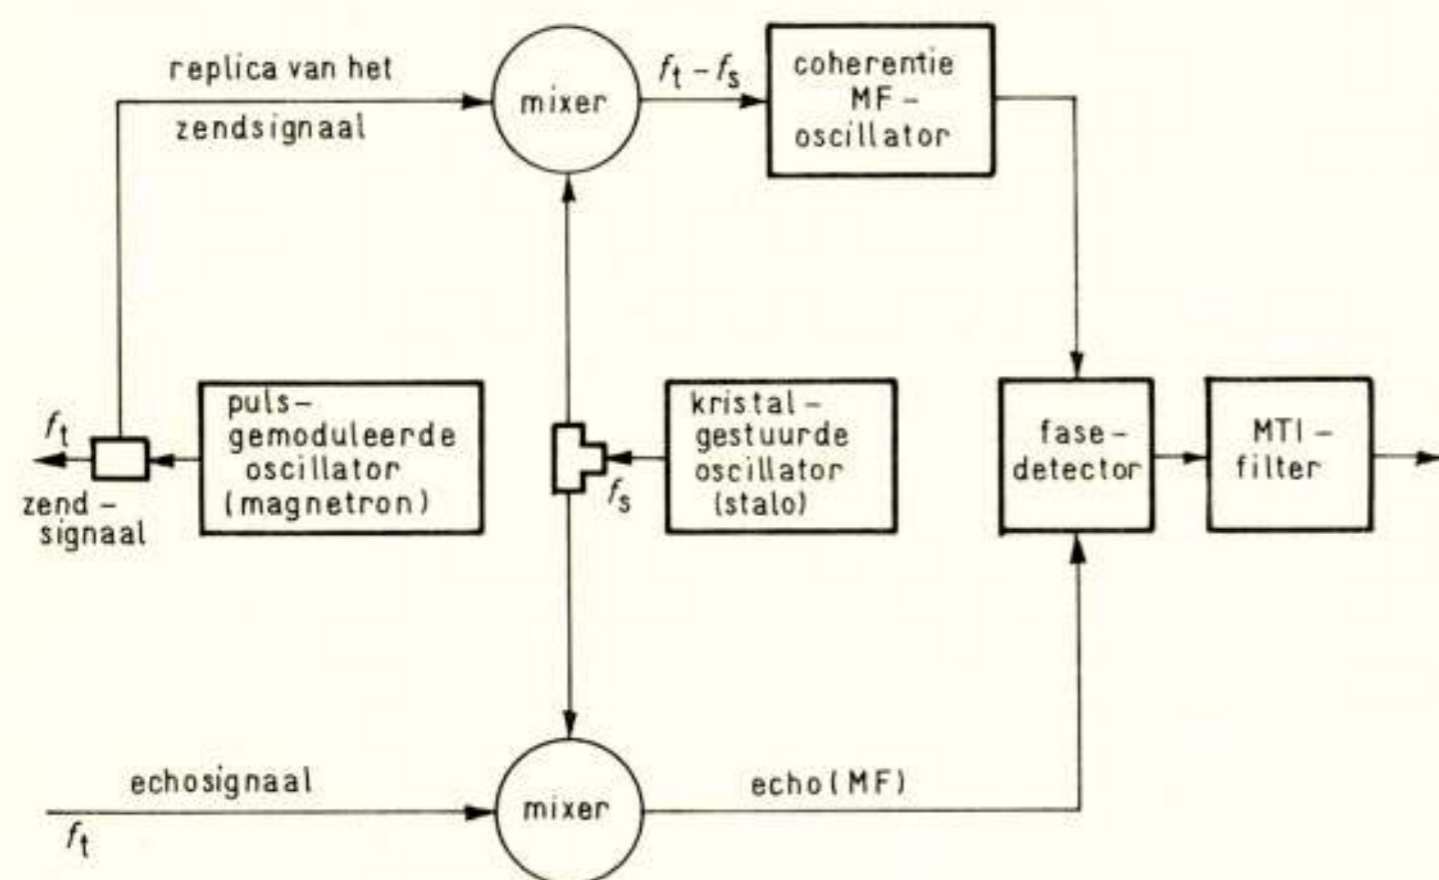 replica van het
zendsignaal
mixer
ft – fs
coherentie
MF –
oscillator
ft
zend –
signaal
puls –
gemoduleerde
oscillator
(magnetron)
fs
kristal –
gestuurde
oscillator
(stalo)
fase –
detector
MTI –
filter
echosignaal
ft
mixer
echo (MF)